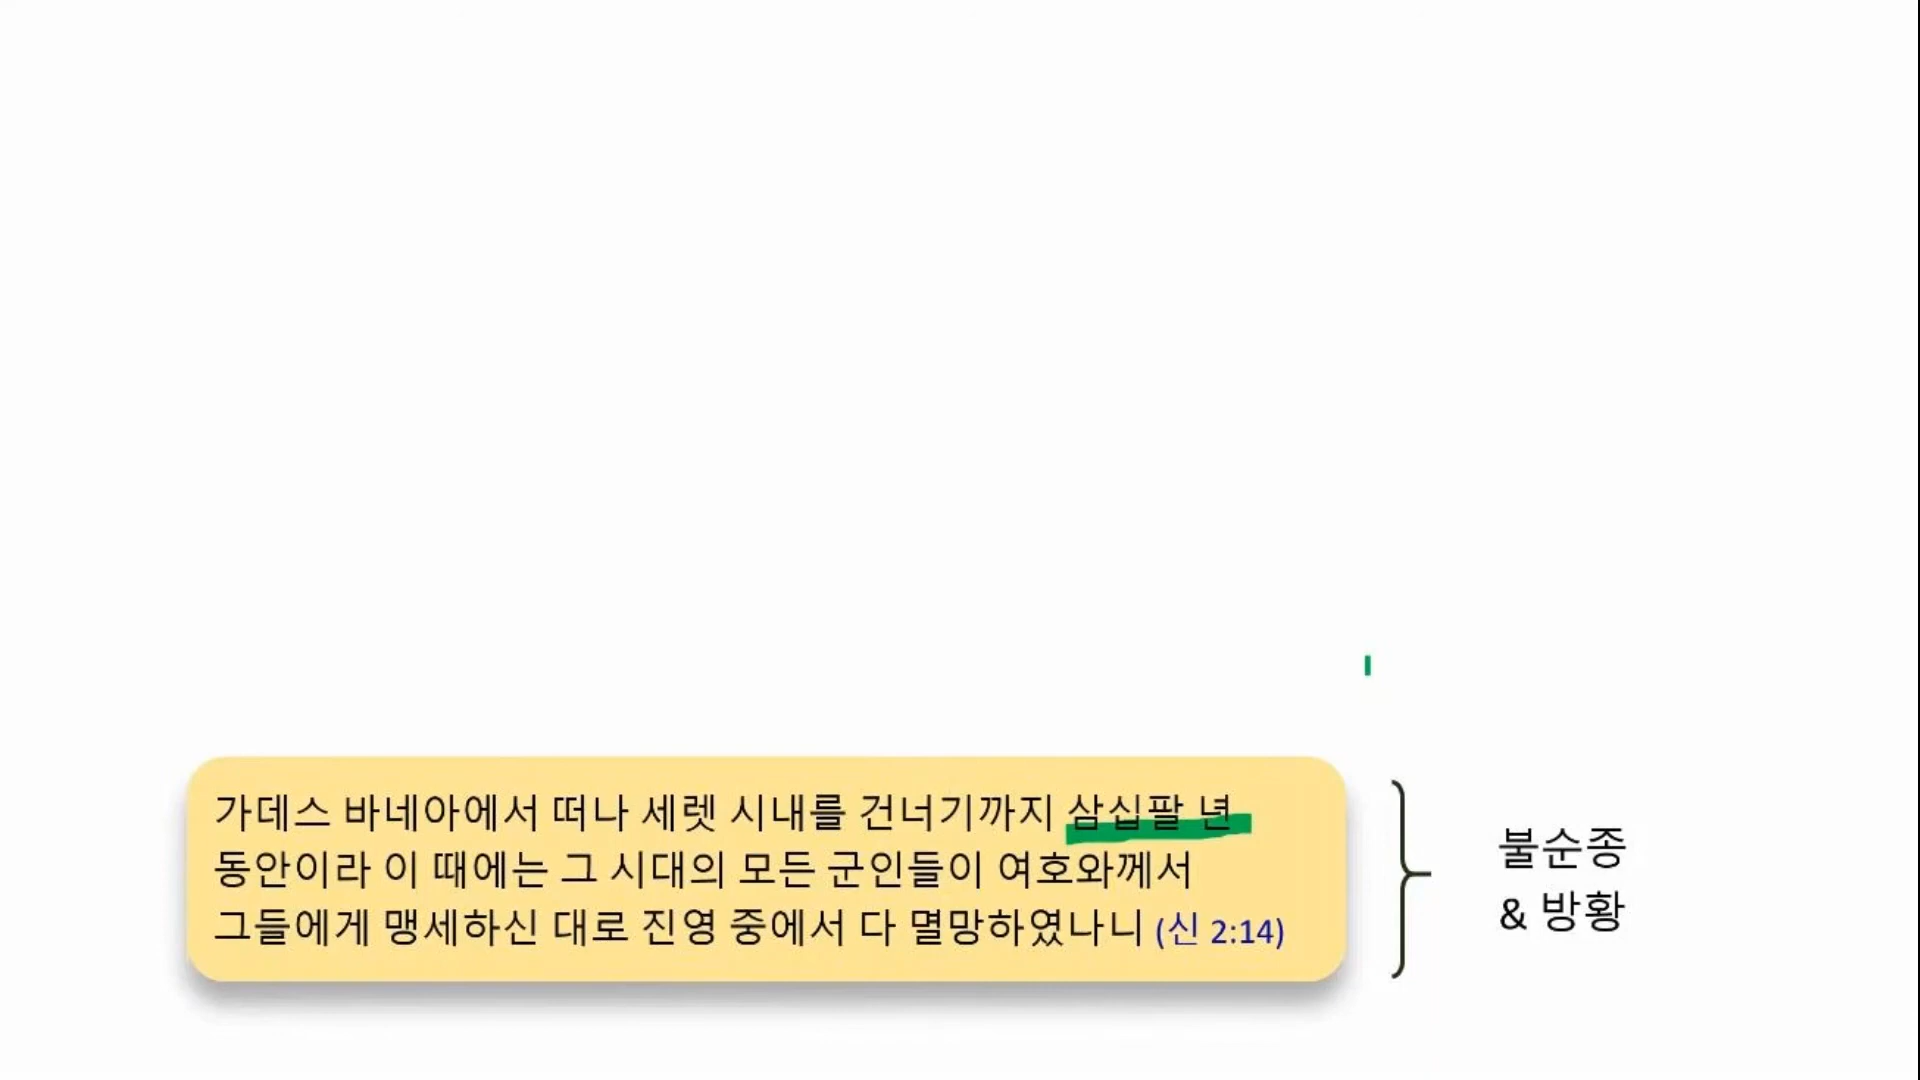 가데스 바네아에서 떠나 세렛 시내를 건너기까지 삼십팔 년
동안이라 이 때에는 그 시대의 모든 군인들이 여호와께서
그들에게 맹세하신 대로 진영 중에서 다 멸망하였나니 (신 2:14)
불순종
& 방황